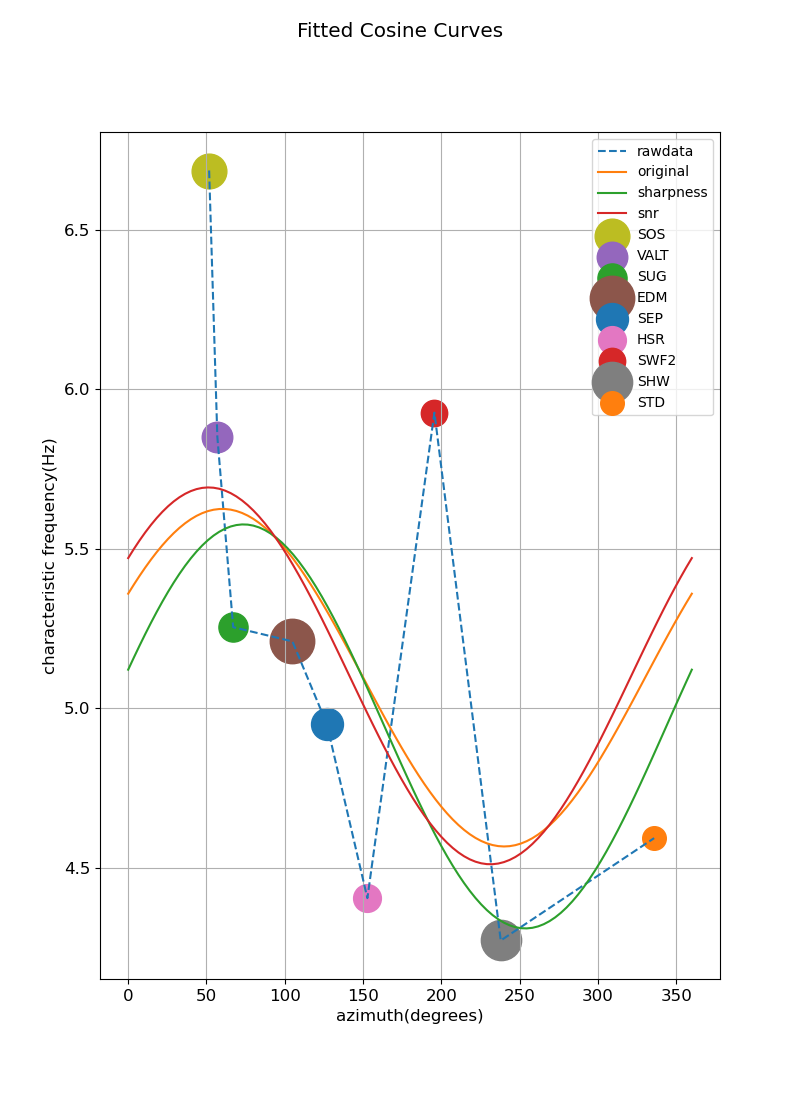 Fitted Cosine Curves
rawdata
original
sharpness
snr
SOS
VALT
SUG
EDM
SEP
HSR
SWF2
SHW
STD
6.5
6.0
5.5
5.0
4.5
characteristic frequency(Hz)
0 50 100 150 200 250 300 350
azimuth(degrees)